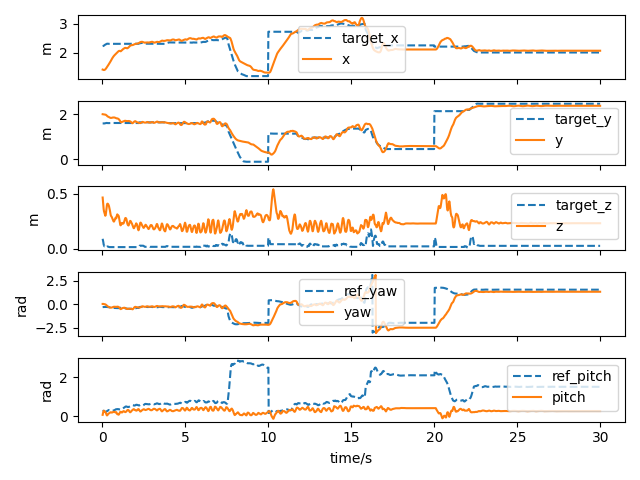 3
2
m
target_x
x
2
0
m
target_y
y
0.5
0.0
m
target_z
z
2.5
0.0
−2.5
rad
ref_yaw
yaw
2
0
rad
ref_pitch
pitch
0 5 10 15 20 25 30
time/s